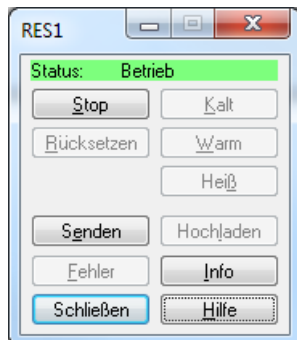 RES1
Status: Betrieb
Stop Kalt
Rücksetzen Warm
Heiß
Senden Hochladen
Fehler Info
Schließen Hilfe